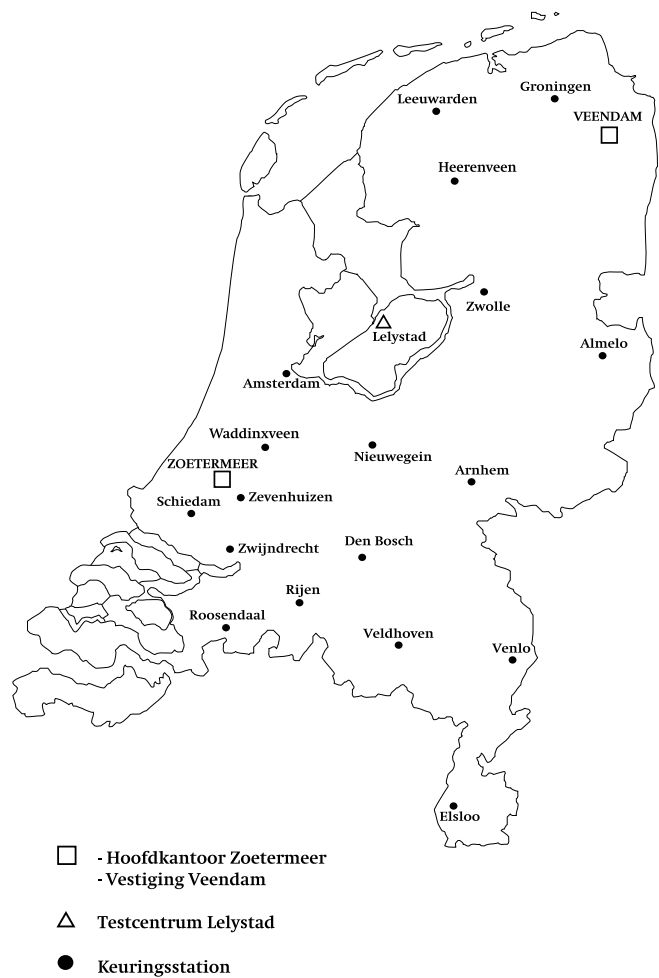 Groningen
Leeuwarden
VEENDAM
Heerenveen
Zwolle
Lelystad
Almelo
Amsterdam
Waddinxveen
Nieuwegein
ZOETERMEER
Arnhem
Zevenhuizen
Schiedam
Den Bosch
Zwijndrecht
Rijen
Roosendaal
Veldhoven
Venlo
Elsloo
- Hoofdkantoor Zoetermeer
- Vestiging Veendam
Testcentrum Lelystad
Keuringsstation